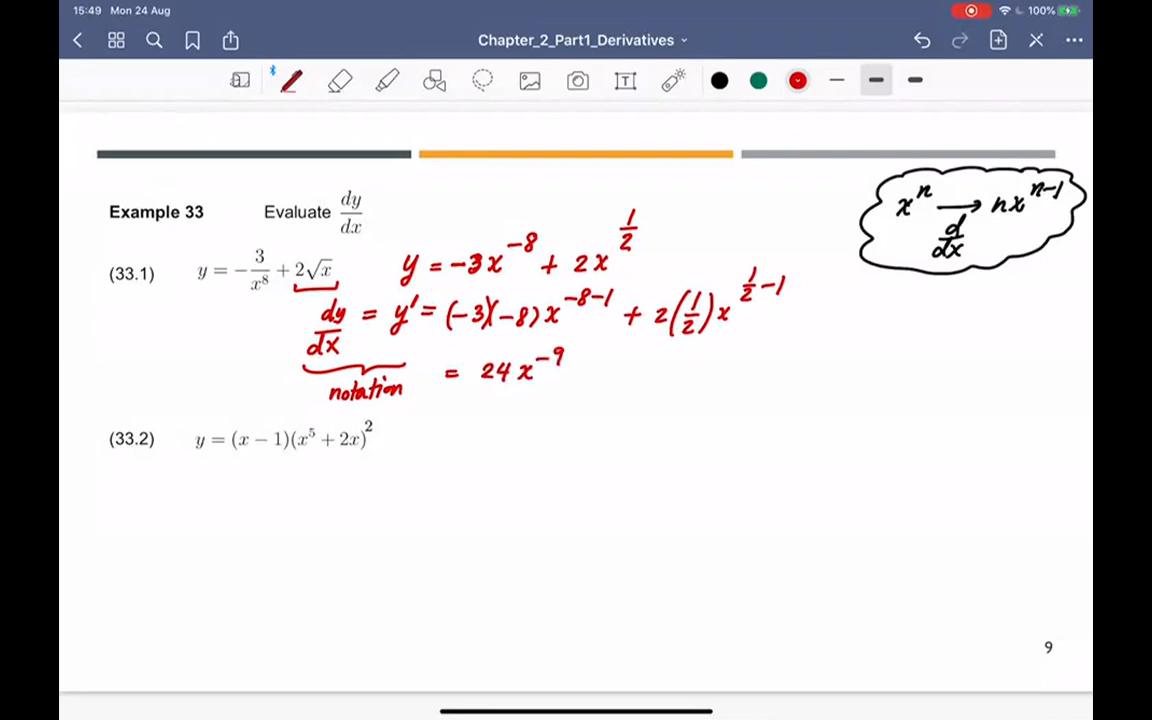 15:49 Mon 24 Aug 100%
Chapter_2_Part1_Derivatives
Example 33 Evaluate dy/dx
x^n → nx^(n-1)
d/dx
(33.1) y = -3/x^8 + 2√x y = -3x^(-8) + 2x^(1/2)
dy/dx = y' = (-3)(-8)x^(-8-1) + 2(1/2)x^(1/2-1)
notation = 24x^(-9)
(33.2) y = (x - 1)(x^5 + 2x)^2
9